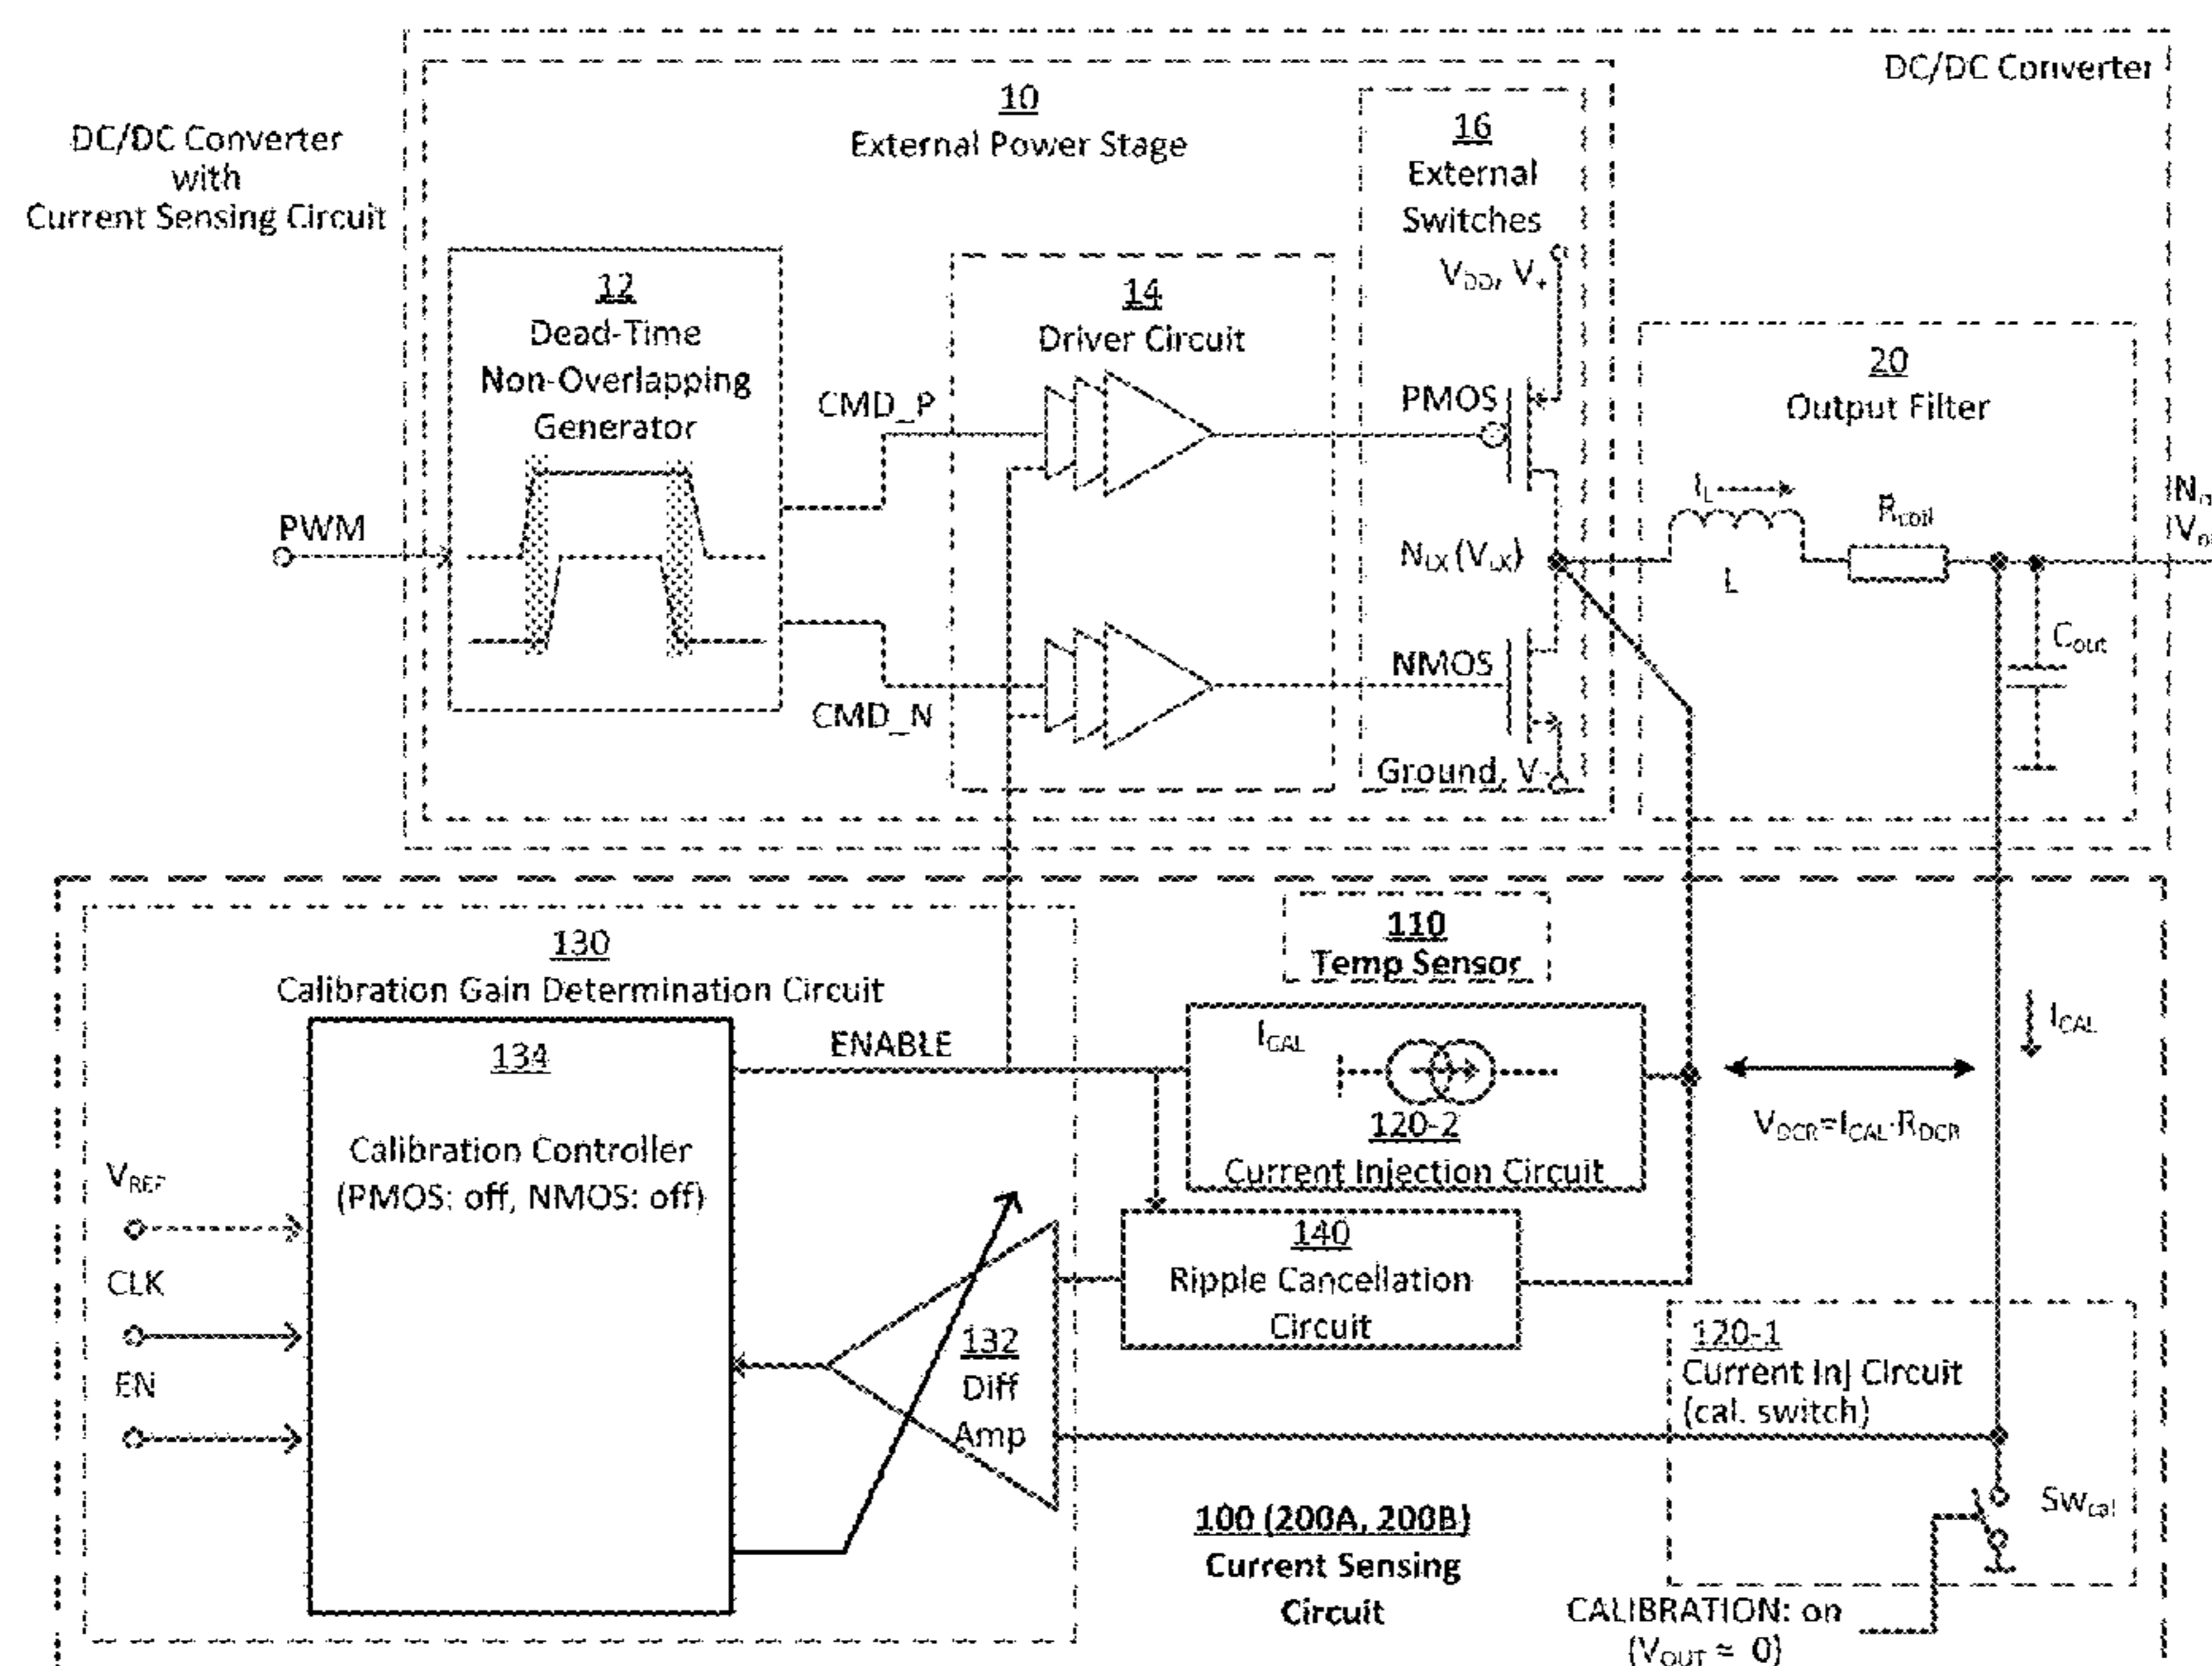 DC/DC Converter
DC/DC Converter
with
Current Sensing Circuit
10
External Power Stage
16
External
Switches
V_DD, V_+
12
Dead-Time
Non-Overlapping
Generator
14
Driver Circuit
20
Output Filter
CMD_P
PMOS
PWM
I_L
R_coil
N_LX (V_LX)
L
C_out
CMD_N
NMOS
Ground, V_-
130
Calibration Gain Determination Circuit
110
Temp Sensor
134
Calibration Controller
(PMOS: off, NMOS: off)
ENABLE
I_CAL
120-2
Current Injection Circuit
I_CAL
V_DCR=I_CAL·R_DCR
V_REF
CLK
EN
140
Ripple Cancellation
Circuit
132
Diff
Amp
120-1
Current Inj Circuit
(cal. switch)
Sw_cal
100 (200A, 200B)
Current Sensing
Circuit
CALIBRATION: on
(V_OUT ≈ 0)